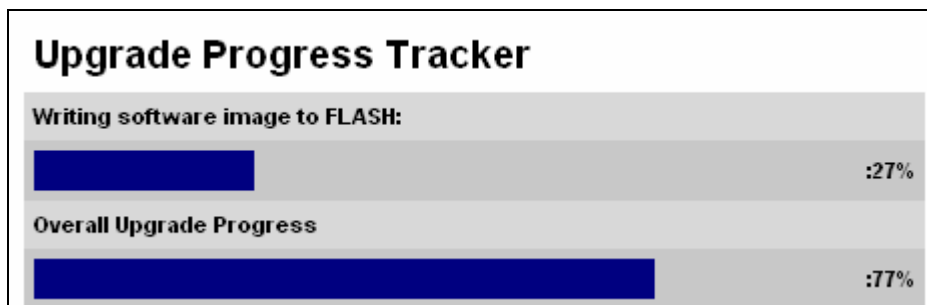 Upgrade Progress Tracker
Writing software image to FLASH:
:27%
Overall Upgrade Progress
:77%